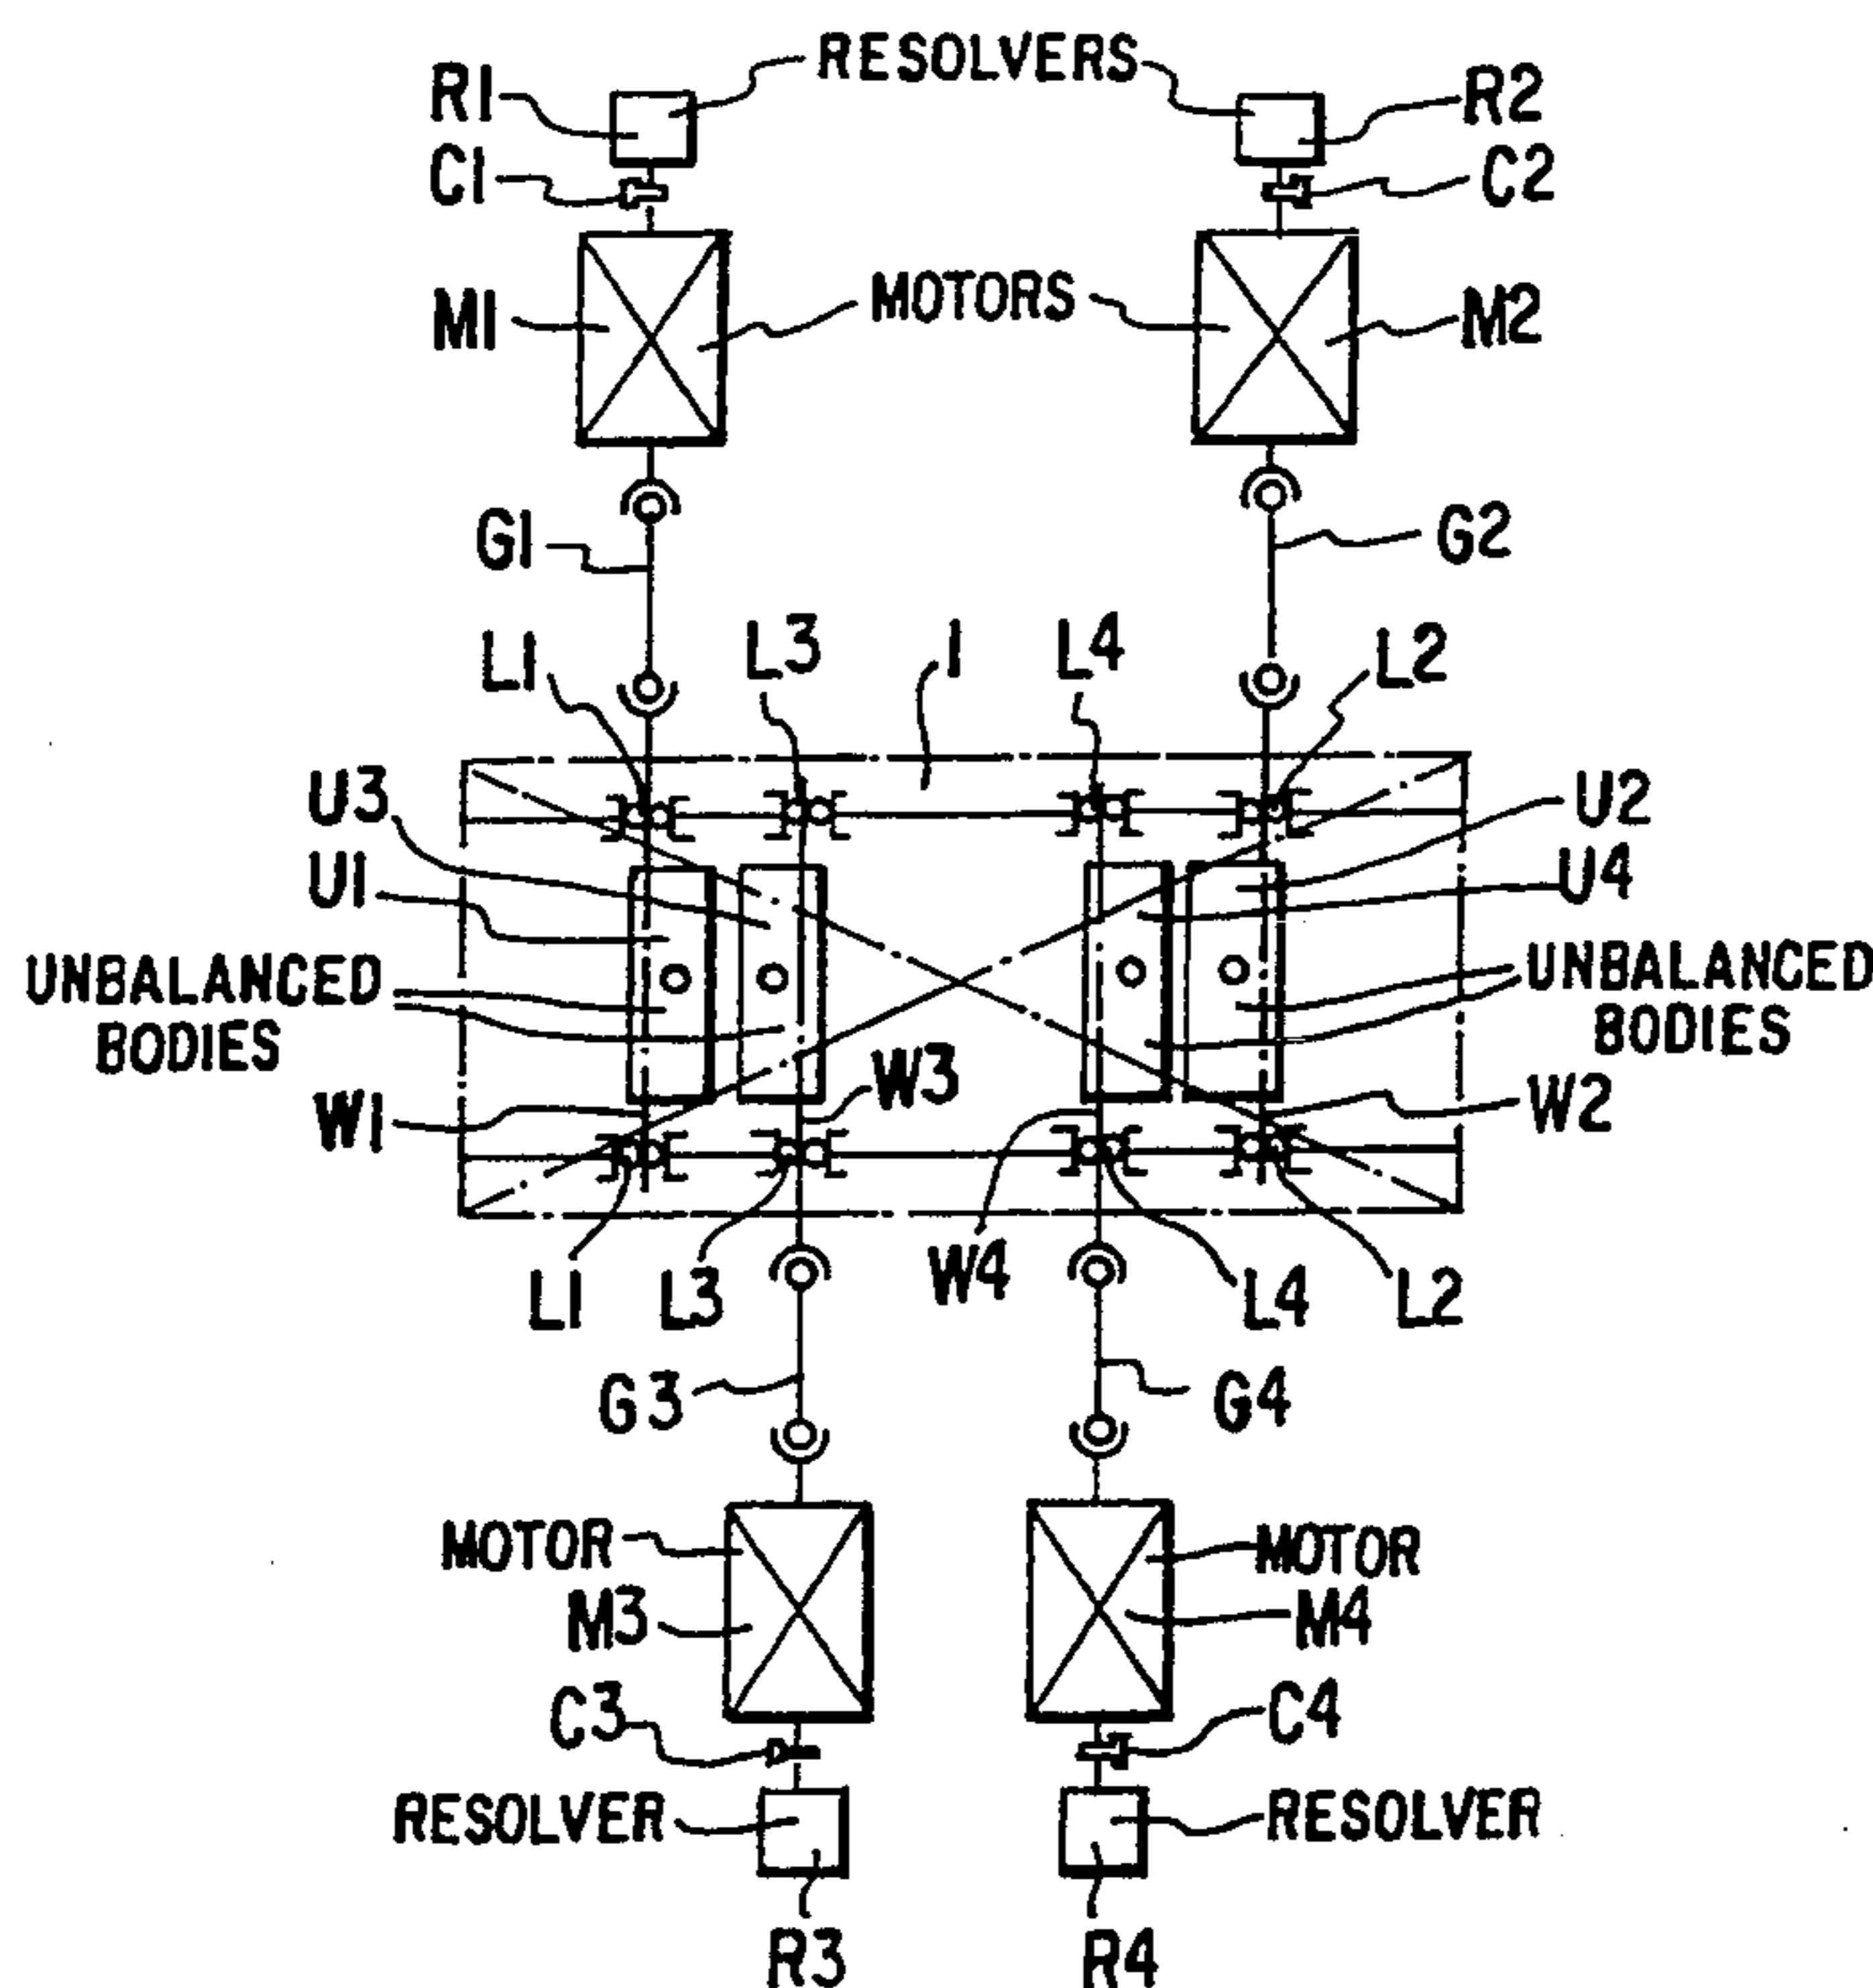 RESOLVERS
R1
R2
C1
C2
M1
MOTORS
M2
G1
G2
L1
L3
1
L4
L2
U3
U2
U1
U4
UNBALANCED
BODIES
UNBALANCED
BODIES
W1
W3
W2
W4
L1
L3
L4
L2
G3
G4
MOTOR
MOTOR
M3
M4
C3
C4
RESOLVER
RESOLVER
R3
R4